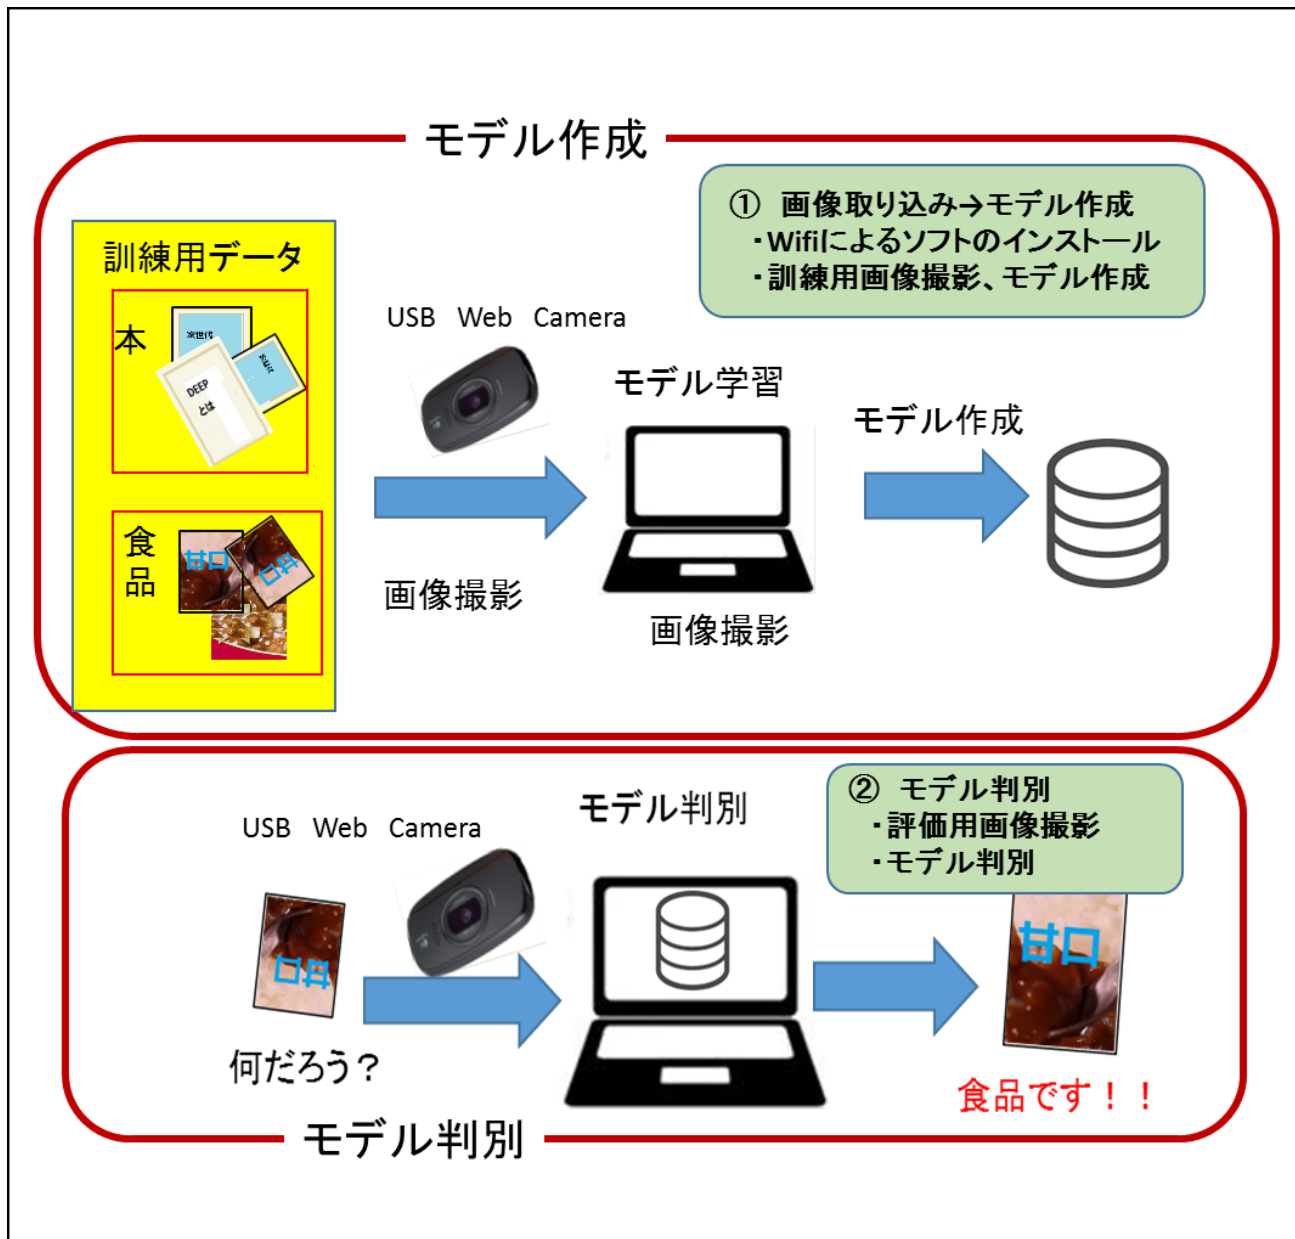 モデル作成
① 画像取り込み→モデル作成
・Wifiによるソフトのインストール
・訓練用画像撮影、モデル作成
訓練用データ
本
次世代
DEEP
とは
食品
甘口
甘口
USB Web Camera
画像撮影
モデル学習
画像撮影
モデル作成
② モデル判別
・評価用画像撮影
・モデル判別
モデル判別
USB Web Camera
甘口
何だろう?
甘口
食品です!!
モデル判別